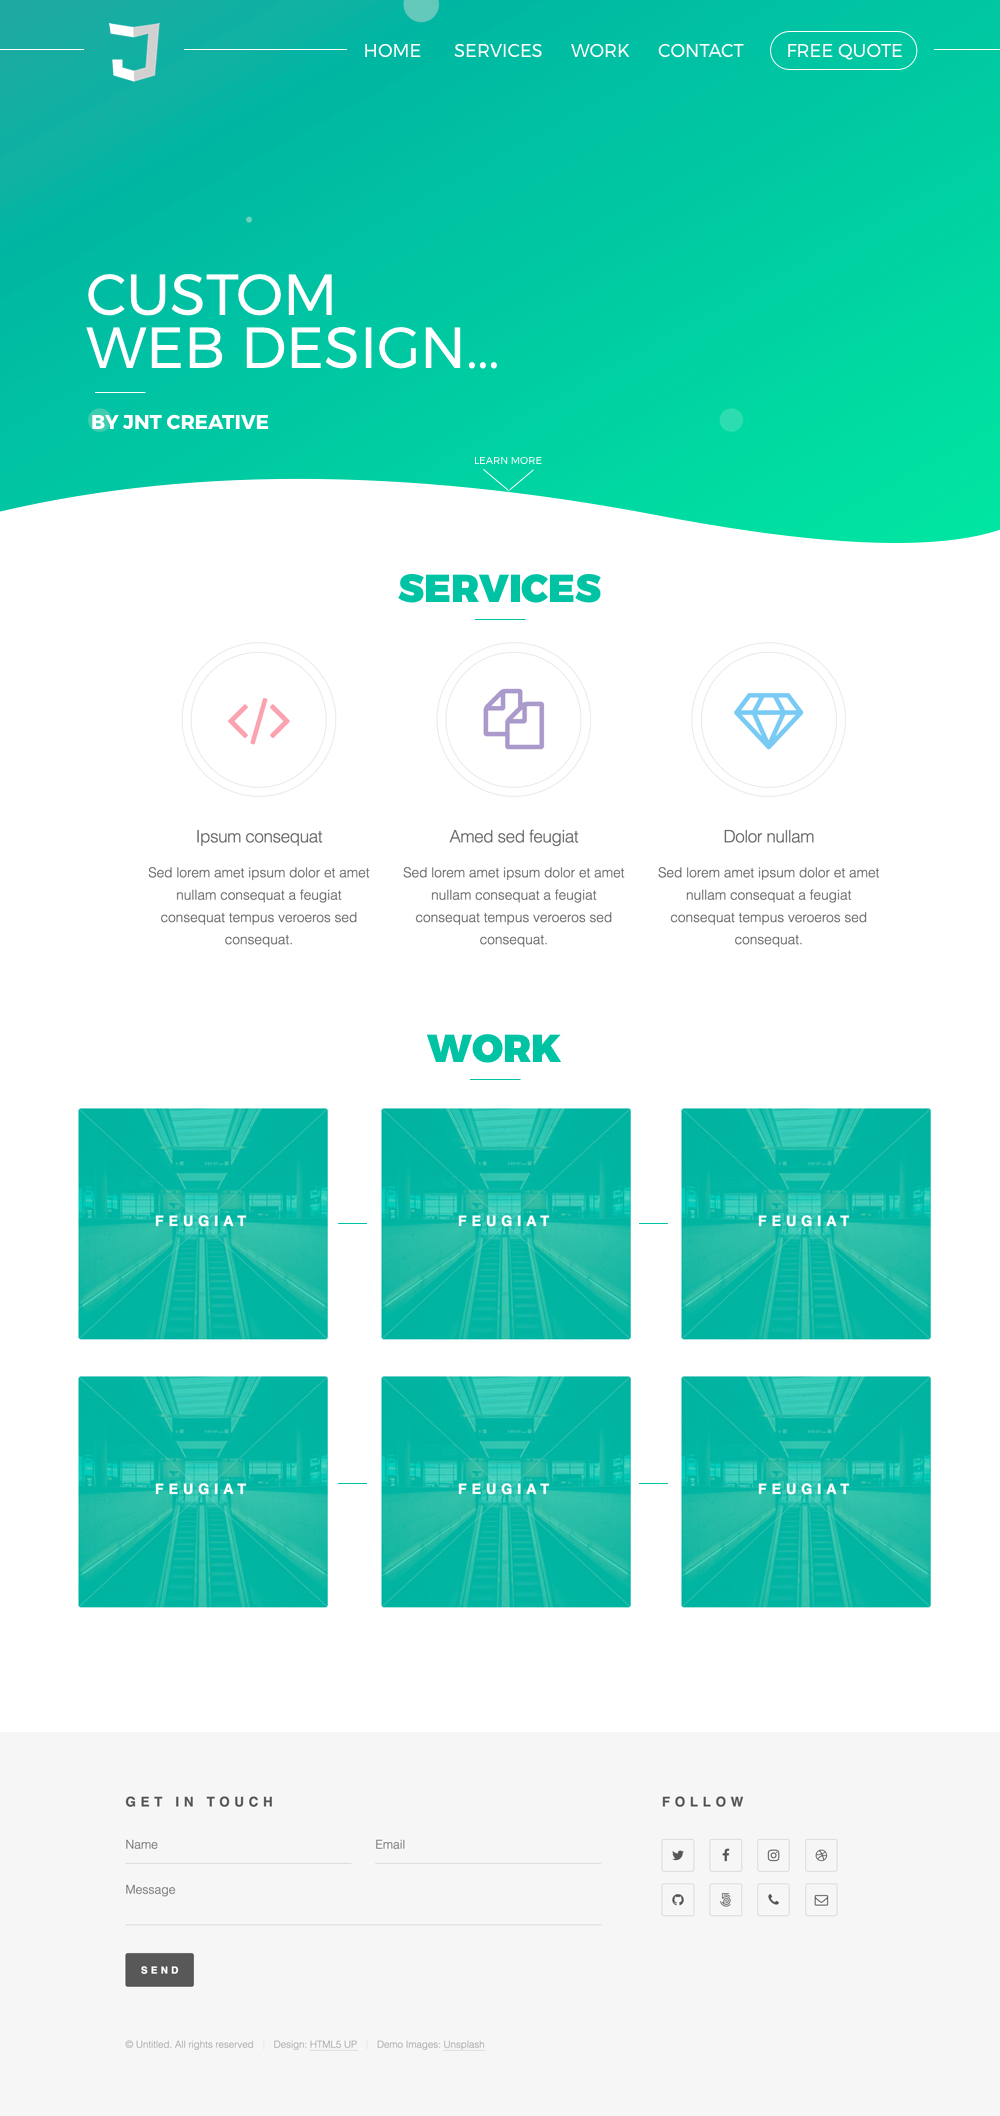 HOME SERVICES WORK CONTACT FREE QUOTE
CUSTOM
WEB DESIGN...
BY JNT CREATIVE
LEARN MORE
SERVICES
Ipsum consequat
Sed lorem amet ipsum dolor et amet
nullam consequat a feugiat
consequat tempus veroeros sed
consequat.
Amed sed feugiat
Sed lorem amet ipsum dolor et amet
nullam consequat a feugiat
consequat tempus veroeros sed
consequat.
Dolor nullam
Sed lorem amet ipsum dolor et amet
nullam consequat a feugiat
consequat tempus veroeros sed
consequat.
WORK
FEUGIAT
FEUGIAT
FEUGIAT
FEUGIAT
FEUGIAT
FEUGIAT
GET IN TOUCH
Name
Email
Message
SEND
FOLLOW
© Untitled. All rights reserved | Design: HTML5 UP | Demo Images: Unsplash